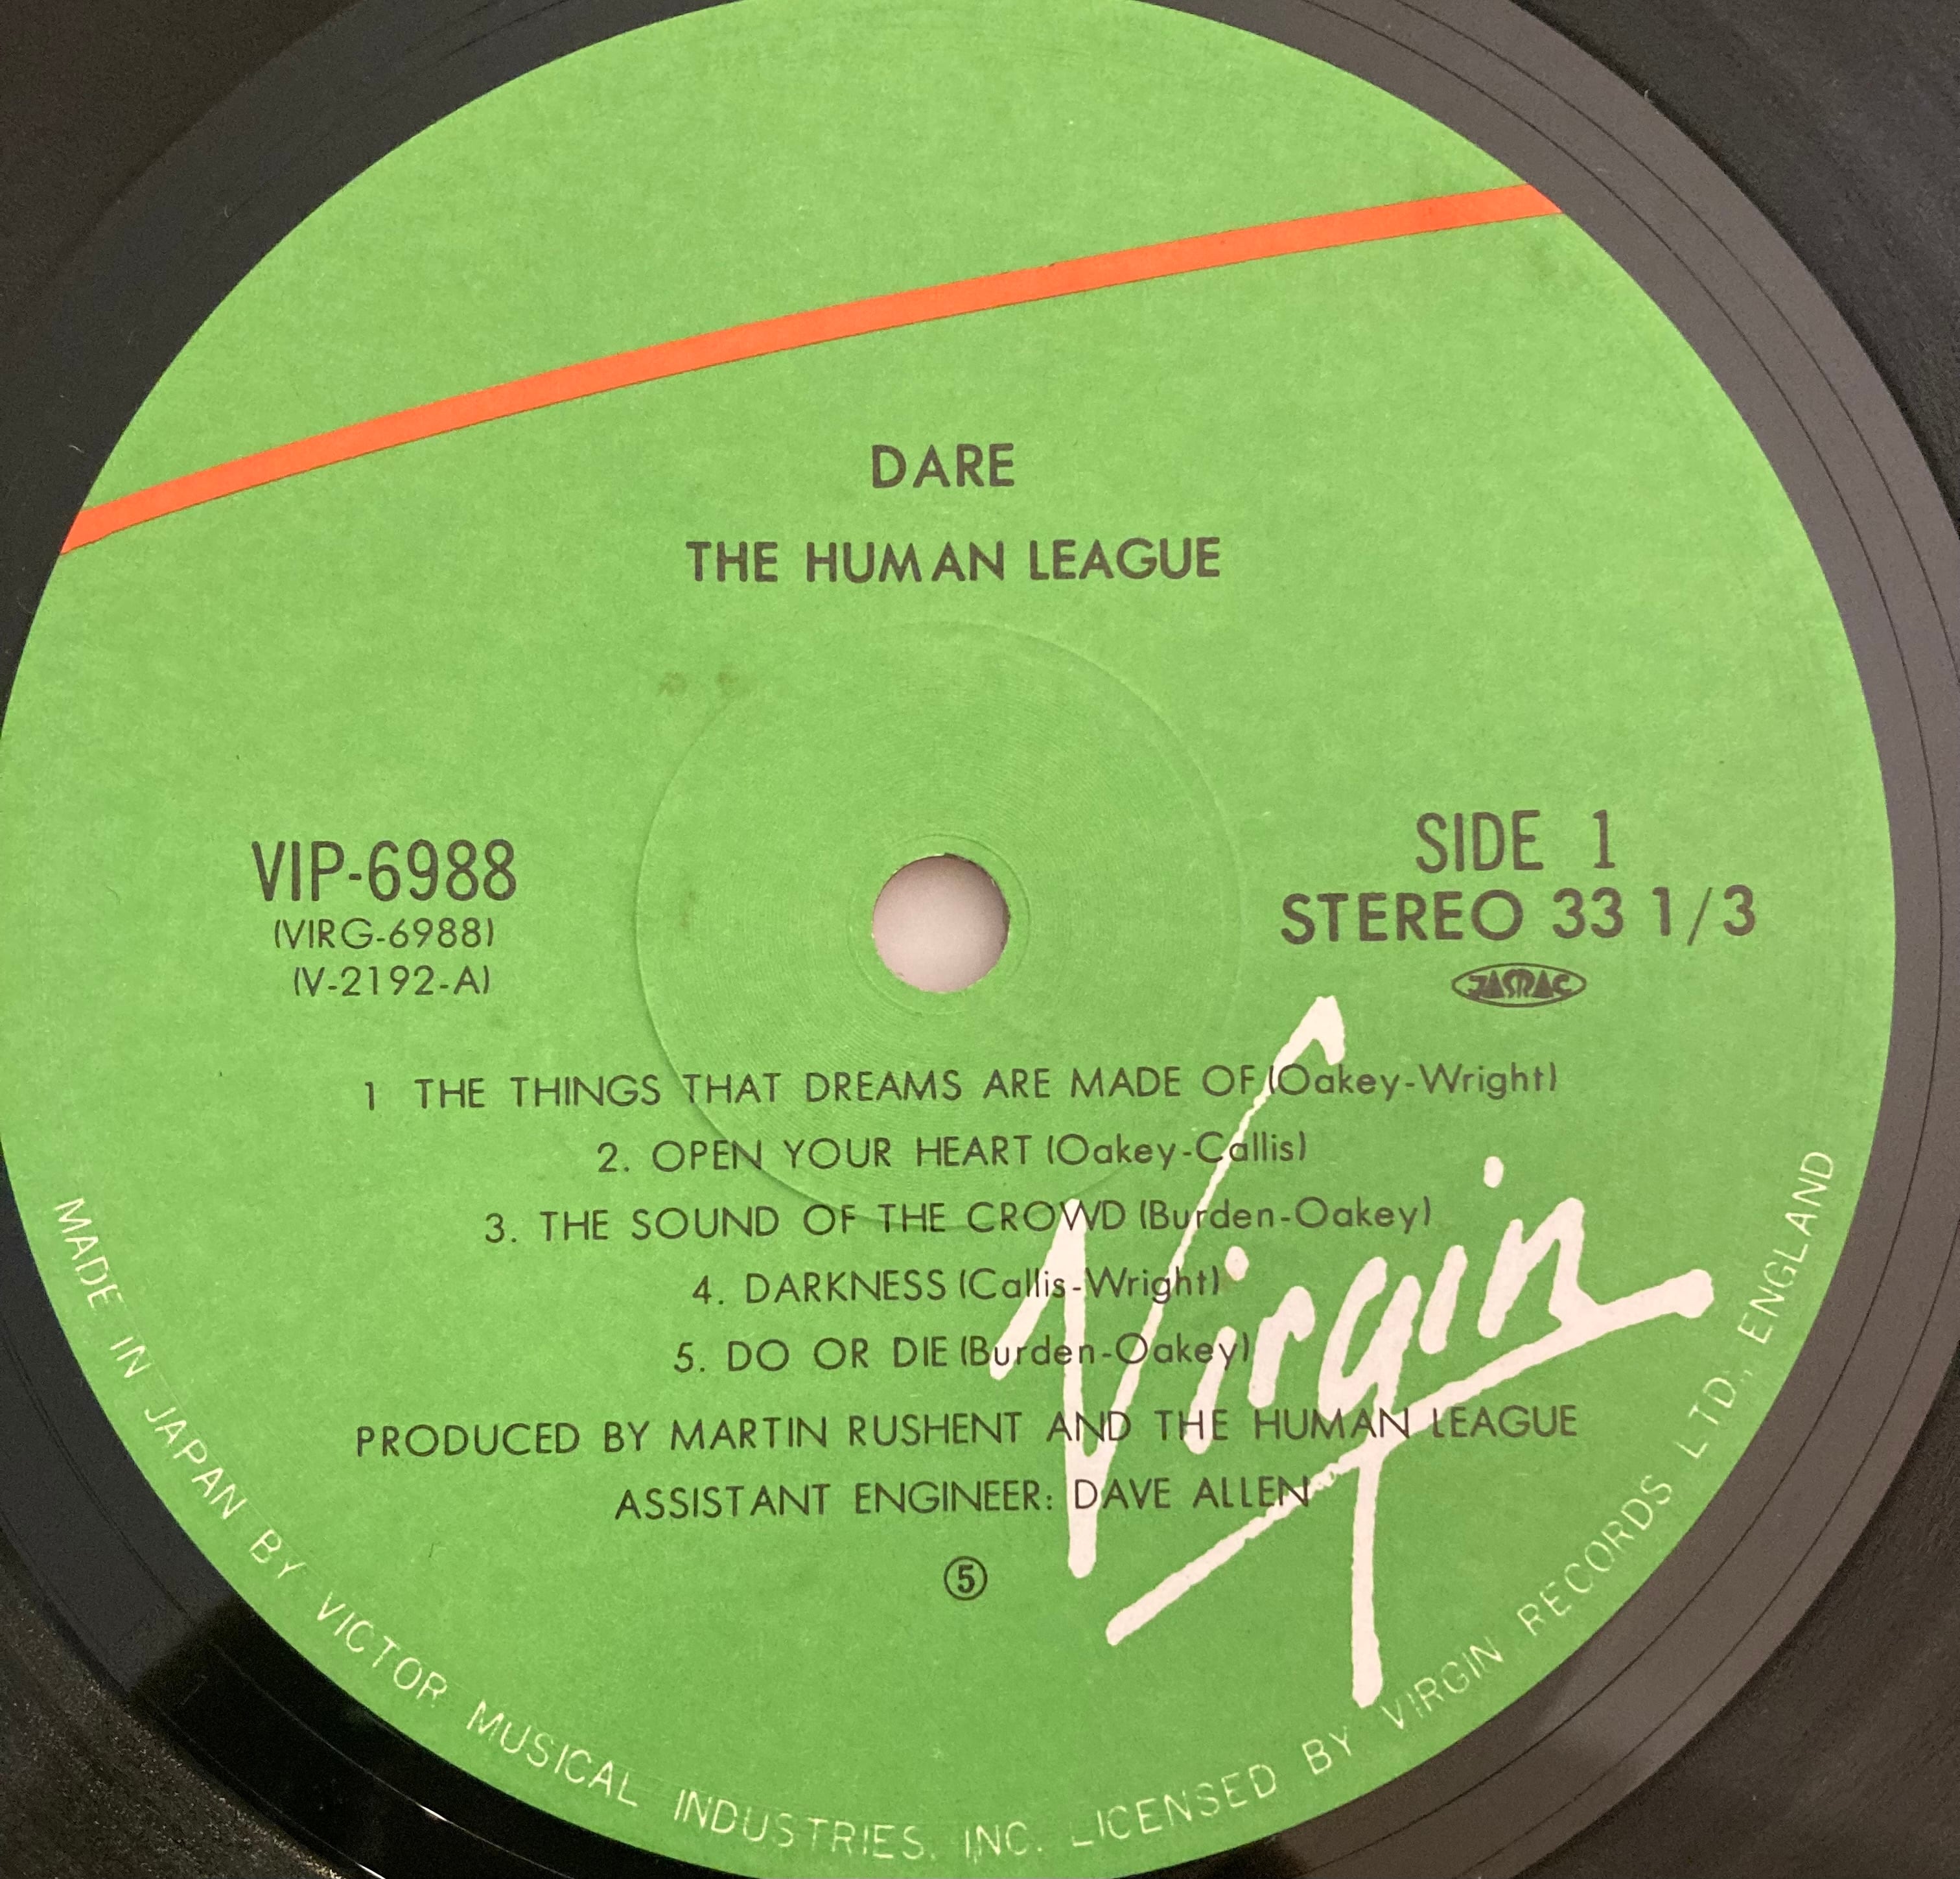 DARE
THE HUMAN LEAGUE
VIP-6988
(VIRG-6988)
(V-2192-A)
SIDE 1
STEREO 33 1/3
JASRAC
1 THE THINGS THAT DREAMS ARE MADE OF (Oakey-Wright)
2. OPEN YOUR HEART (Oakey-Callis)
3. THE SOUND OF THE CROWD (Burden-Oakey)
4. DARKNESS (Callis-Wright)
5. DO OR DIE (Burden-Oakey)
PRODUCED BY MARTIN RUSHENT AND THE HUMAN LEAGUE
ASSISTANT ENGINEER: DAVE ALLEN
⑤
Virgin
MADE IN JAPAN BY VICTOR MUSICAL INDUSTRIES, INC. LICENSED BY VIRGIN RECORDS LTD., ENGLAND